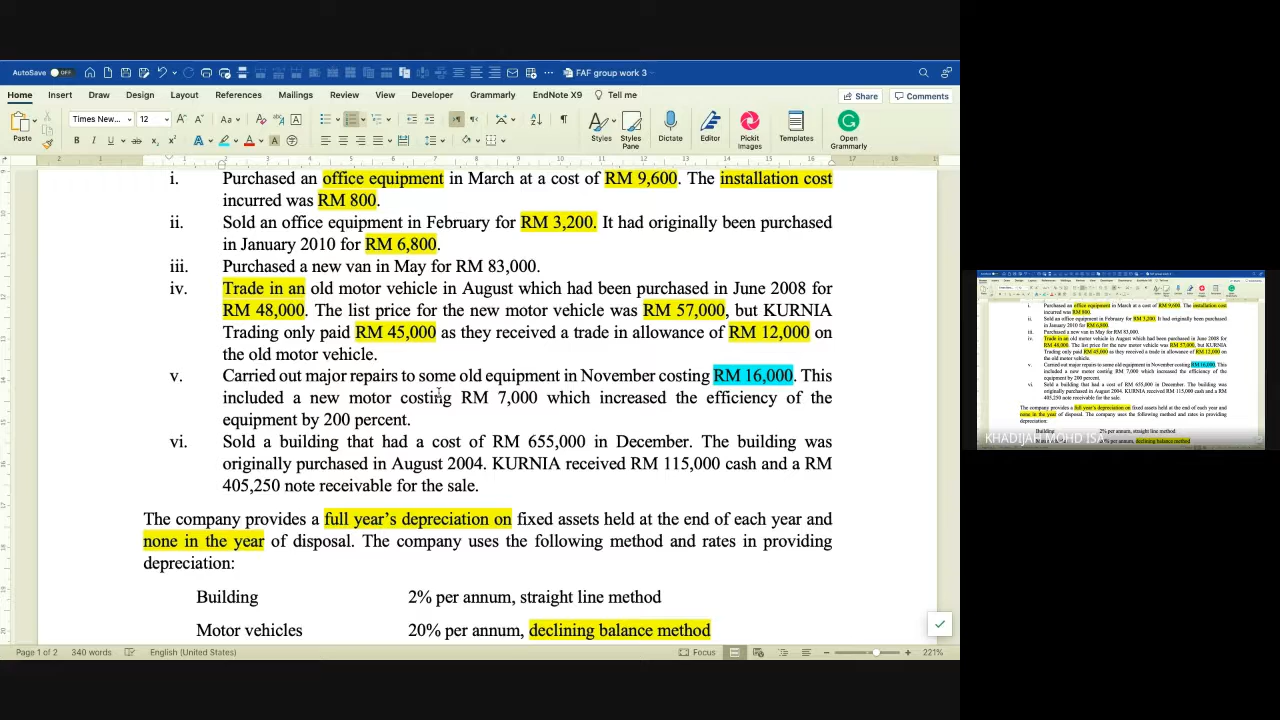 AutoSave OFF FAF group work 3
Home Insert Draw Design Layout References Mailings Review View Developer Grammarly EndNote X9 Tell me Share Comments
Paste Times New... 12 Styles Styles Pane Dictate Editor Pickit Images Templates Open Grammarly
i. Purchased an office equipment in March at a cost of RM 9,600. The installation cost
incurred was RM 800.
ii. Sold an office equipment in February for RM 3,200. It had originally been purchased
in January 2010 for RM 6,800.
iii. Purchased a new van in May for RM 83,000.
iv. Trade in an old motor vehicle in August which had been purchased in June 2008 for
RM 48,000. The list price for the new motor vehicle was RM 57,000, but KURNIA
Trading only paid RM 45,000 as they received a trade in allowance of RM 12,000 on
the old motor vehicle.
v. Carried out major repairs to some old equipment in November costing RM 16,000. This
included a new motor costing RM 7,000 which increased the efficiency of the
equipment by 200 percent.
vi. Sold a building that had a cost of RM 655,000 in December. The building was
originally purchased in August 2004. KURNIA received RM 115,000 cash and a RM
405,250 note receivable for the sale.
The company provides a full year's depreciation on fixed assets held at the end of each year and
none in the year of disposal. The company uses the following method and rates in providing
depreciation:
Building 2% per annum, straight line method
Motor vehicles 20% per annum, declining balance method
Page 1 of 2 340 words English (United States) Focus 221%
KHADIJAH MOHD ISA